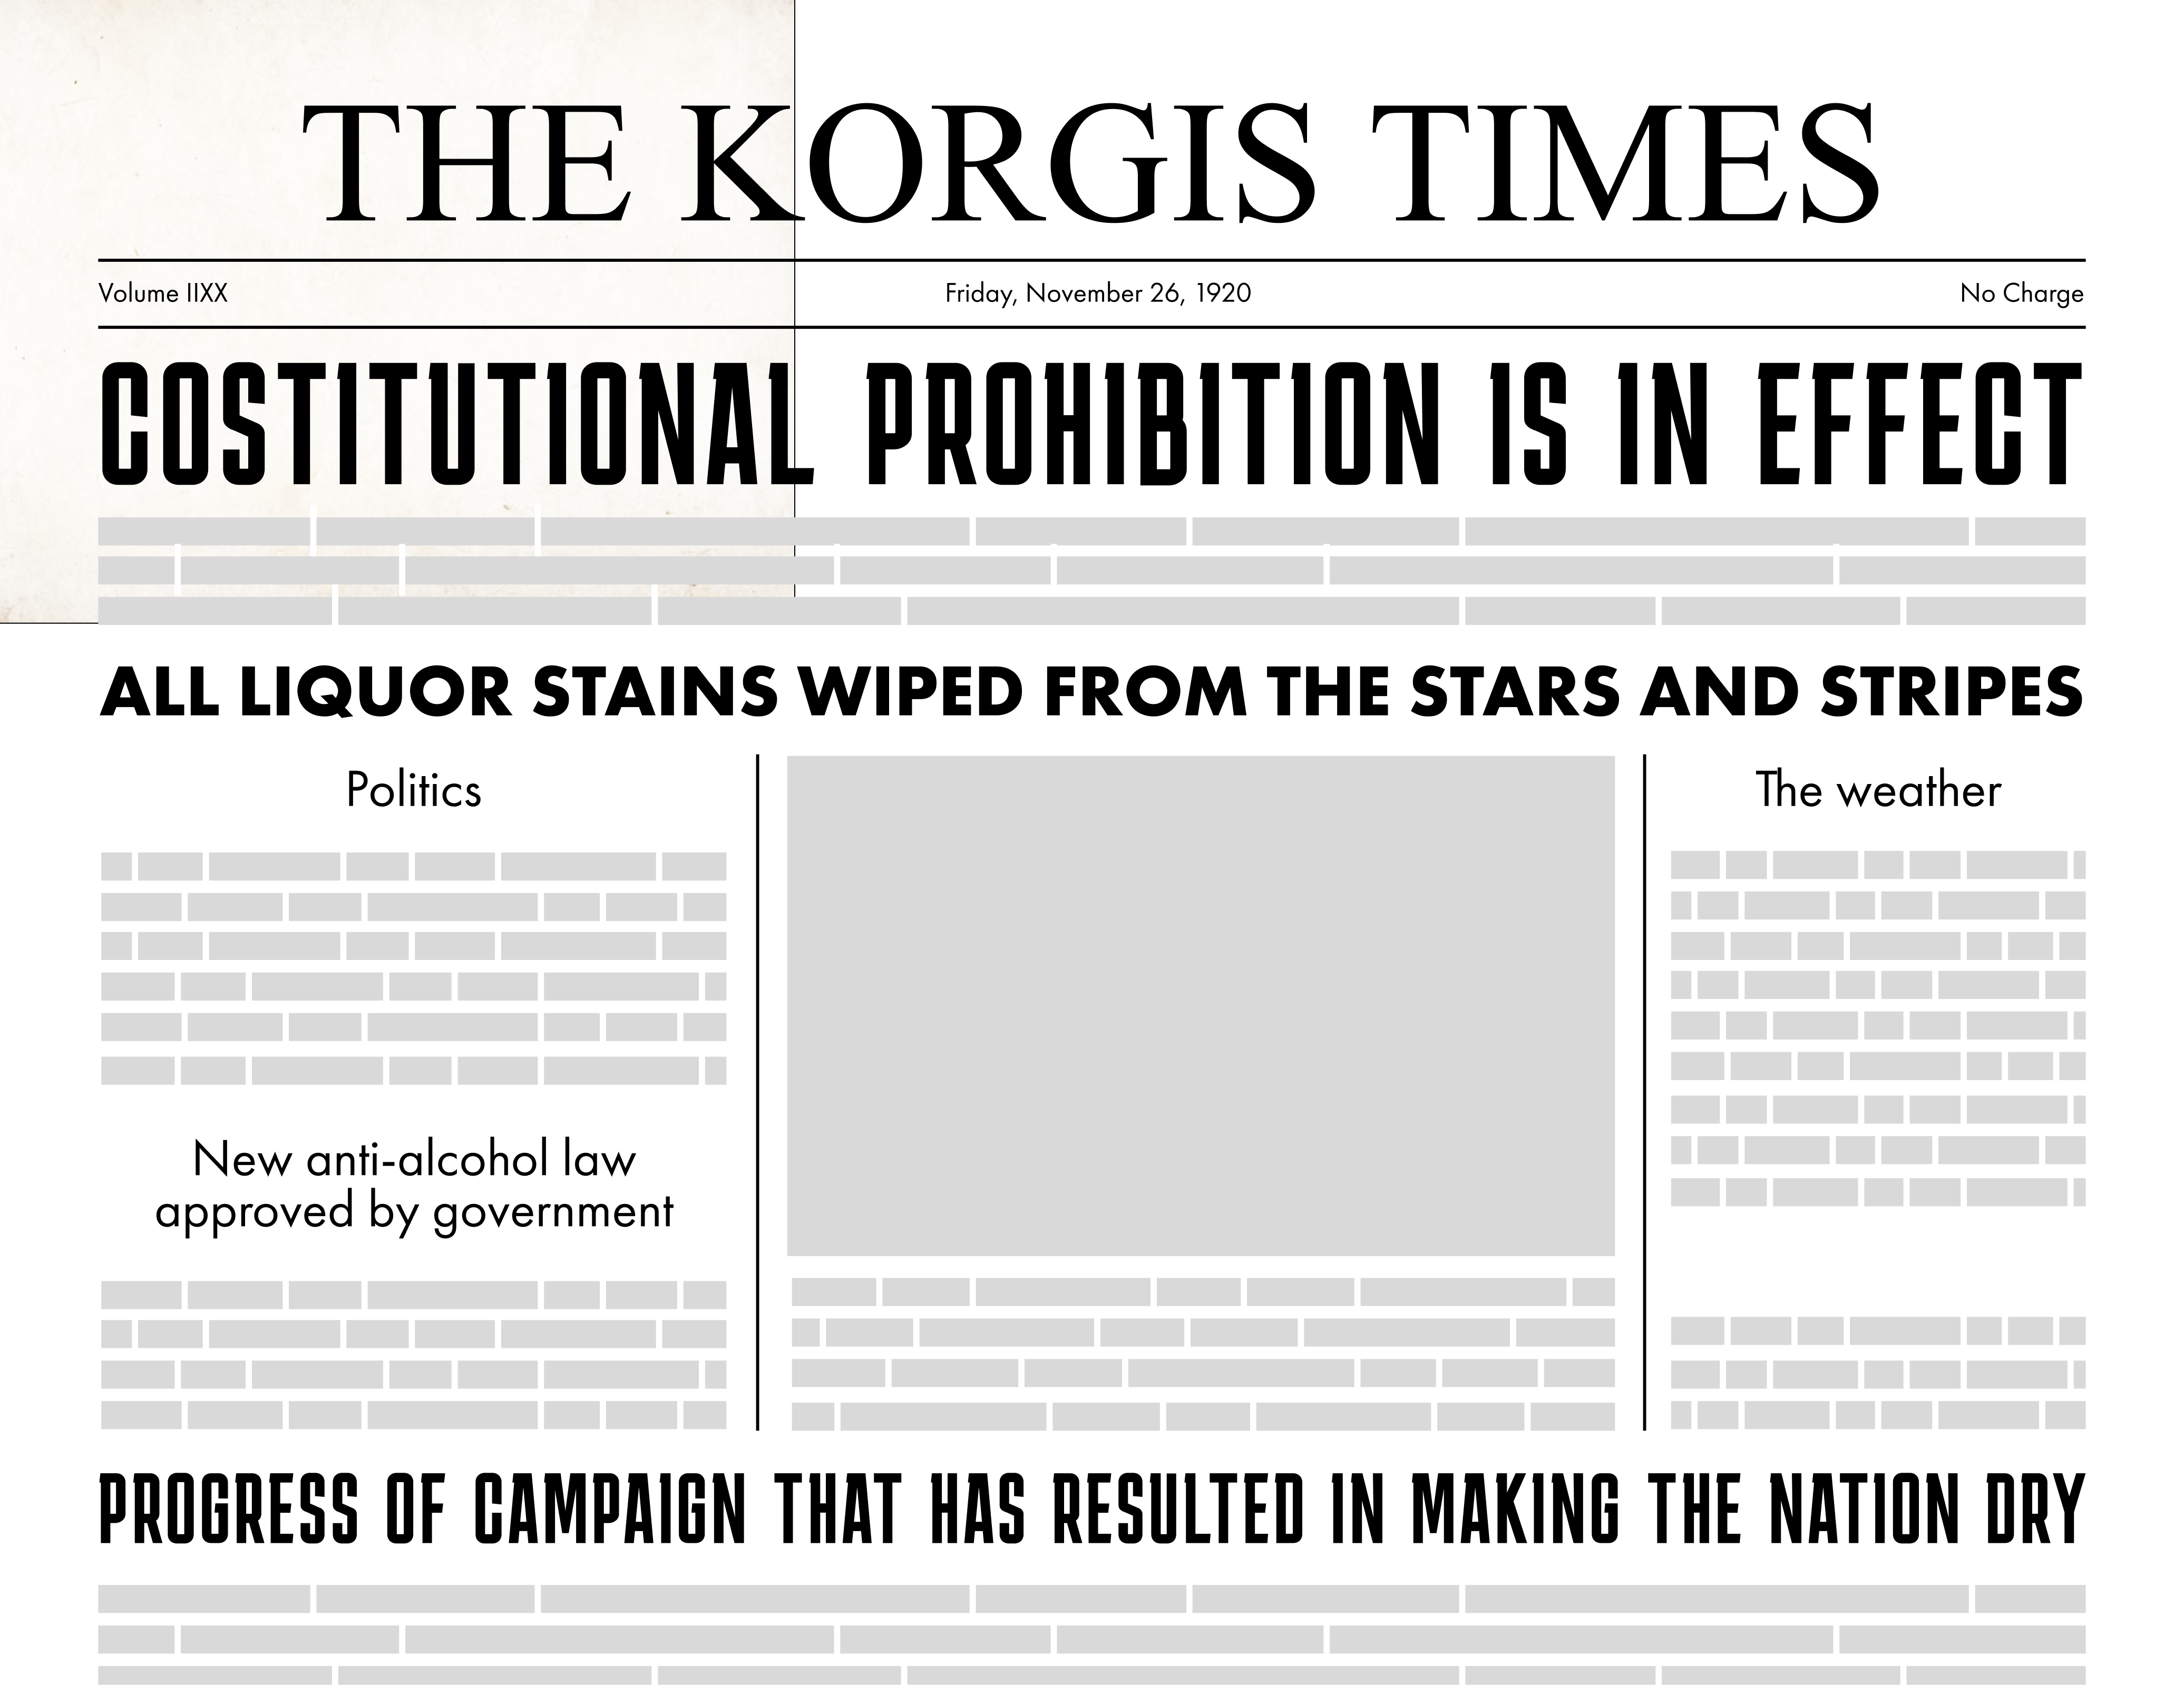 THE KORGIS TIMES
Volume IIXX
Friday, November 26, 1920
No Charge
COSTITUTIONAL PROHIBITION IS IN EFFECT
ALL LIQUOR STAINS WIPED FROM THE STARS AND STRIPES
Politics
The weather
New anti-alcohol law
approved by government
PROGRESS OF CAMPAIGN THAT HAS RESULTED IN MAKING THE NATION DRY